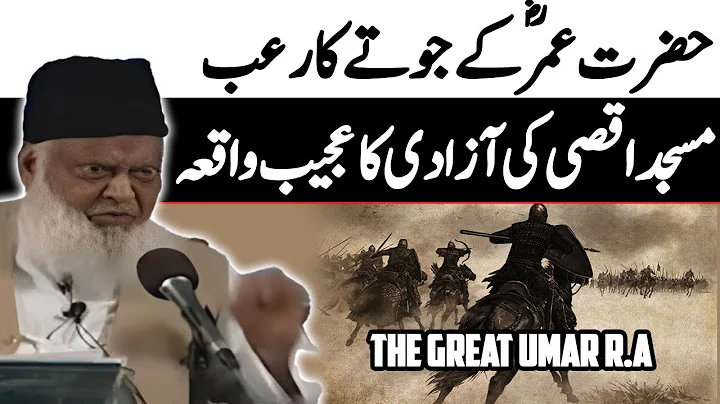 حضرت عمرؓ کے جوتے کا رعب
مسجد اقصی کی آزادی کا عجیب واقعہ
THE GREAT UMAR R.A